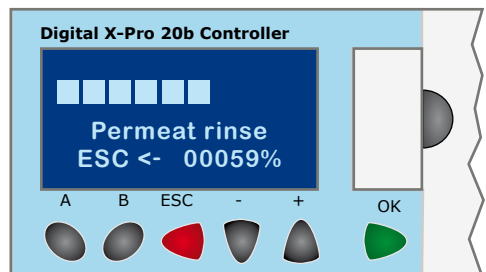 Digital X-Pro 20b Controller
Permeat rinse
ESC <- 00059%
A B ESC - + OK